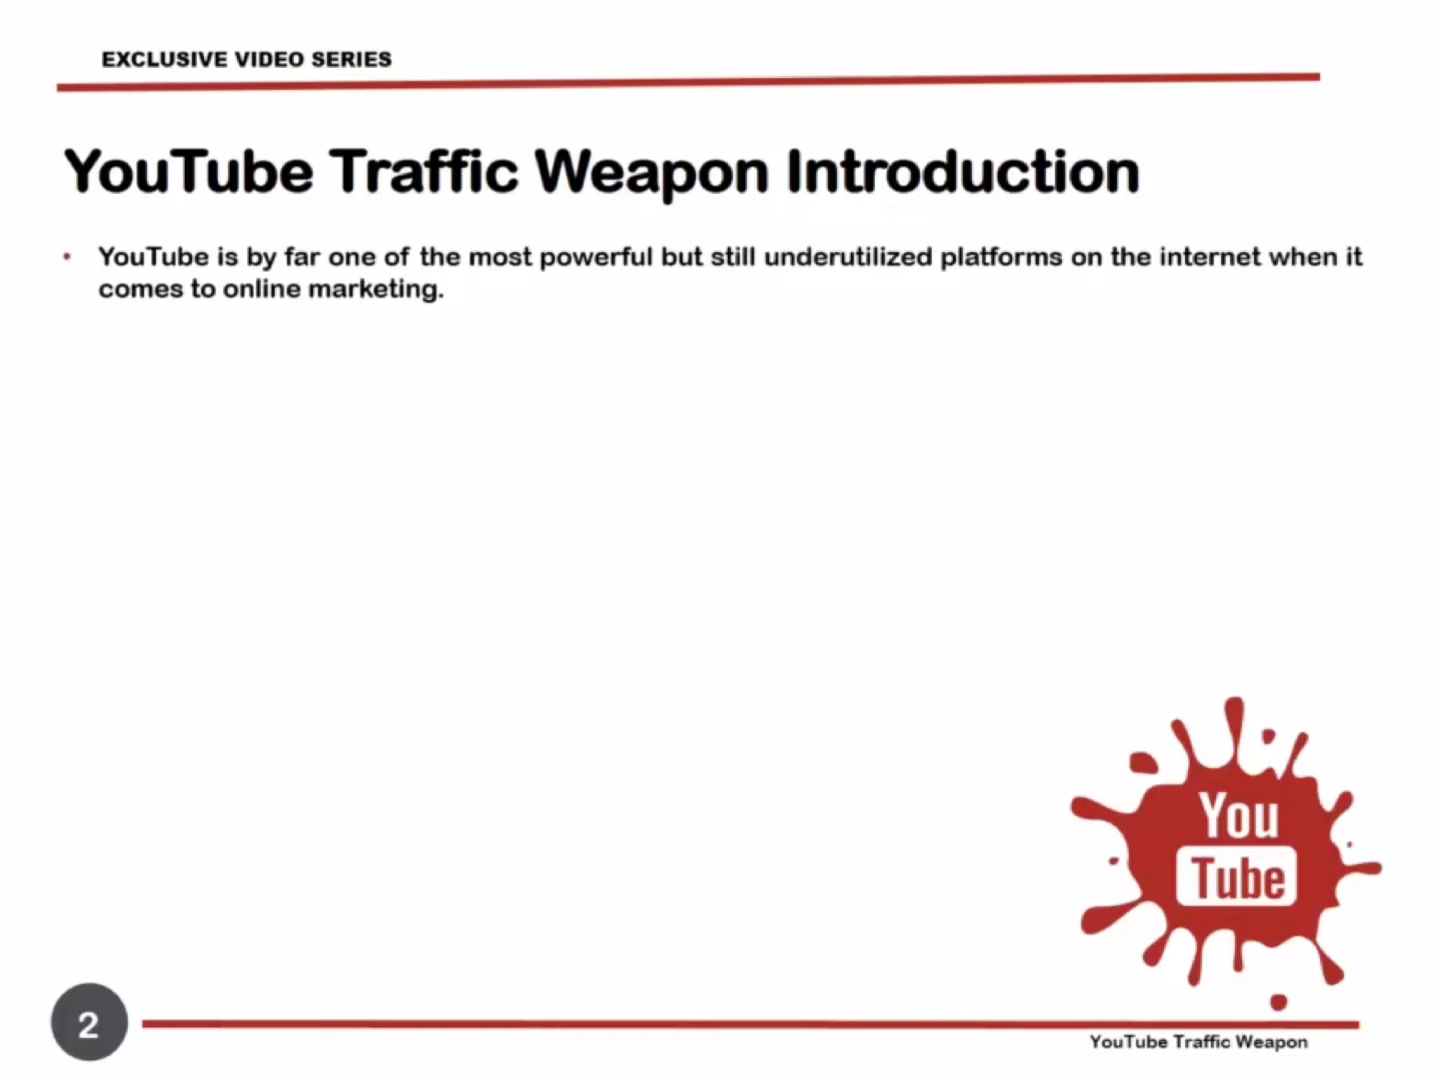 EXCLUSIVE VIDEO SERIES
YouTube Traffic Weapon Introduction
• YouTube is by far one of the most powerful but still underutilized platforms on the internet when it
comes to online marketing.
You
Tube
2
YouTube Traffic Weapon